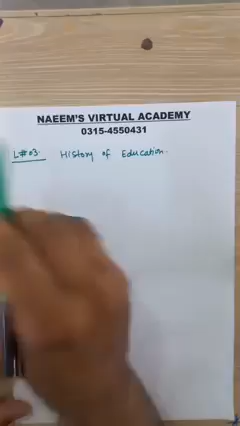 NAEEM'S VIRTUAL ACADEMY
0315-4550431
L#03. History of Education.